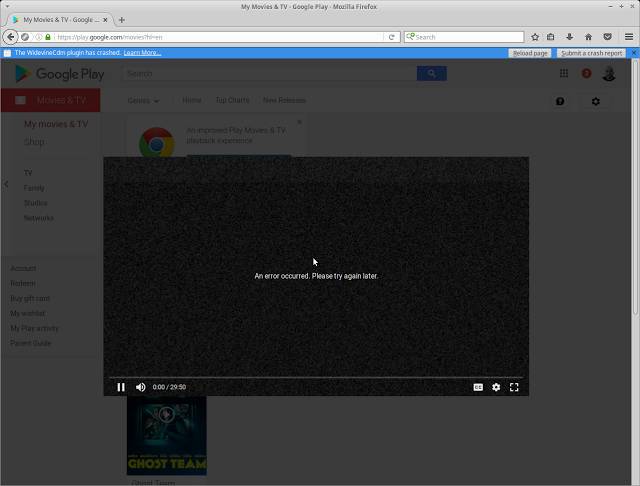 My Movies & TV - Google Play - Mozilla Firefox
My Movies & TV - Google ...
https://play.google.com/movies?hl=en
Search
The WidevineCdm plugin has crashed. Learn More...
Reload page
Submit a crash report
Google Play
Search
Movies & TV
Genres
Home
Top Charts
New Releases
My movies & TV
Shop
An improved Play Movies & TV
playback experience
TV
Family
Studios
Networks
An error occurred. Please try again later.
Account
Redeem
Buy gift card
My wishlist
My Play activity
Parent Guide
0:00 / 29:50
CC
GHOST TEAM
Ghost Team